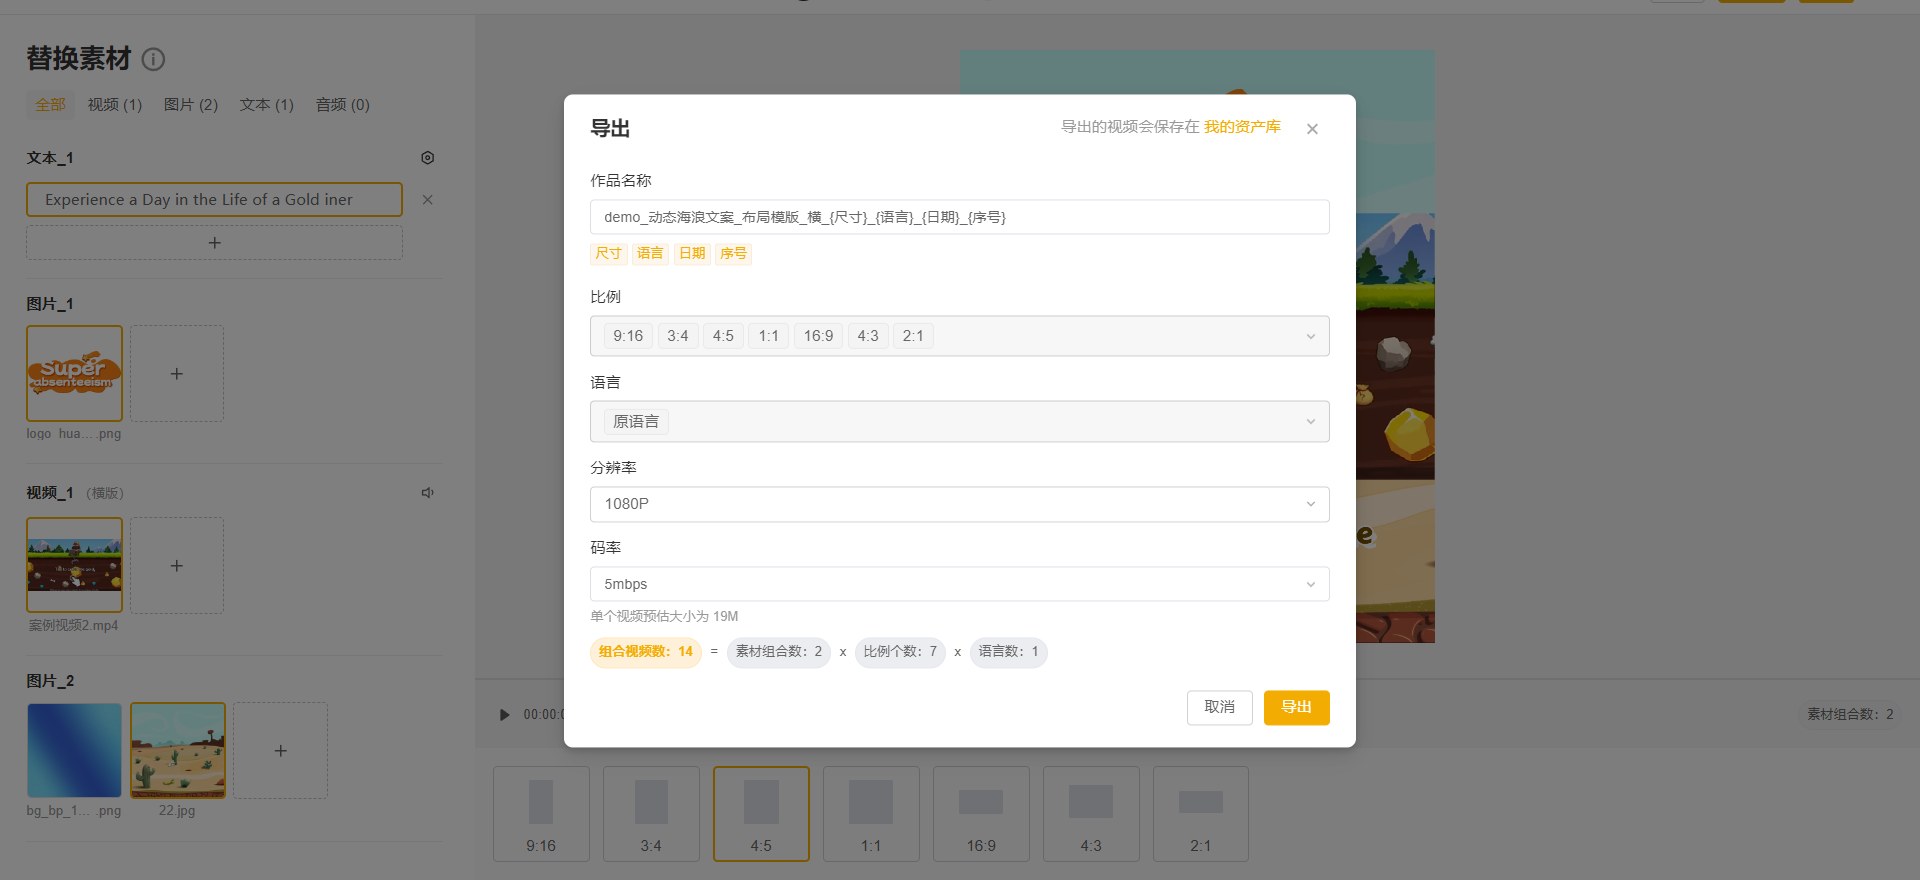 替换素材
全部 视频 (1) 图片 (2) 文本 (1) 音频 (0)
文本_1
Experience a Day in the Life of a Gold iner
图片_1
Super
absenteeism
logo_hua... .png
视频_1 (横版)
案例视频2.mp4
图片_2
bg_bp_1... .png
22.jpg
导出
导出的视频会保存在 我的资产库
作品名称
demo_动态海浪文案_布局模版_横_{尺寸}_{语言}_{日期}_{序号}
尺寸 语言 日期 序号
比例
9:16 3:4 4:5 1:1 16:9 4:3 2:1
语言
原语言
分辨率
1080P
码率
5mbps
单个视频预估大小为 19M
组合视频数：14 = 素材组合数：2 x 比例个数：7 x 语言数：1
取消 导出
e
00:00:
素材组合数：2
9:16 3:4 4:5 1:1 16:9 4:3 2:1